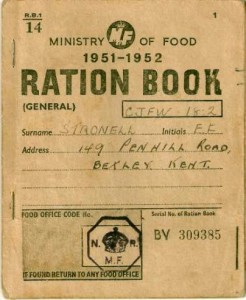 R.B.1
1
14
MINISTRY NF OF FOOD
1951-1952
RATION BOOK
(GENERAL)
CJFW 18-2
Surname STRONELL Initials F.E
Address 149 PENHILL ROAD,
BEXLEY KENT.
FOOD OFFICE CODE No.
Serial No. of Ration Book
N. R.
M.F.
BV 309385
IF FOUND RETURN TO ANY FOOD OFFICE